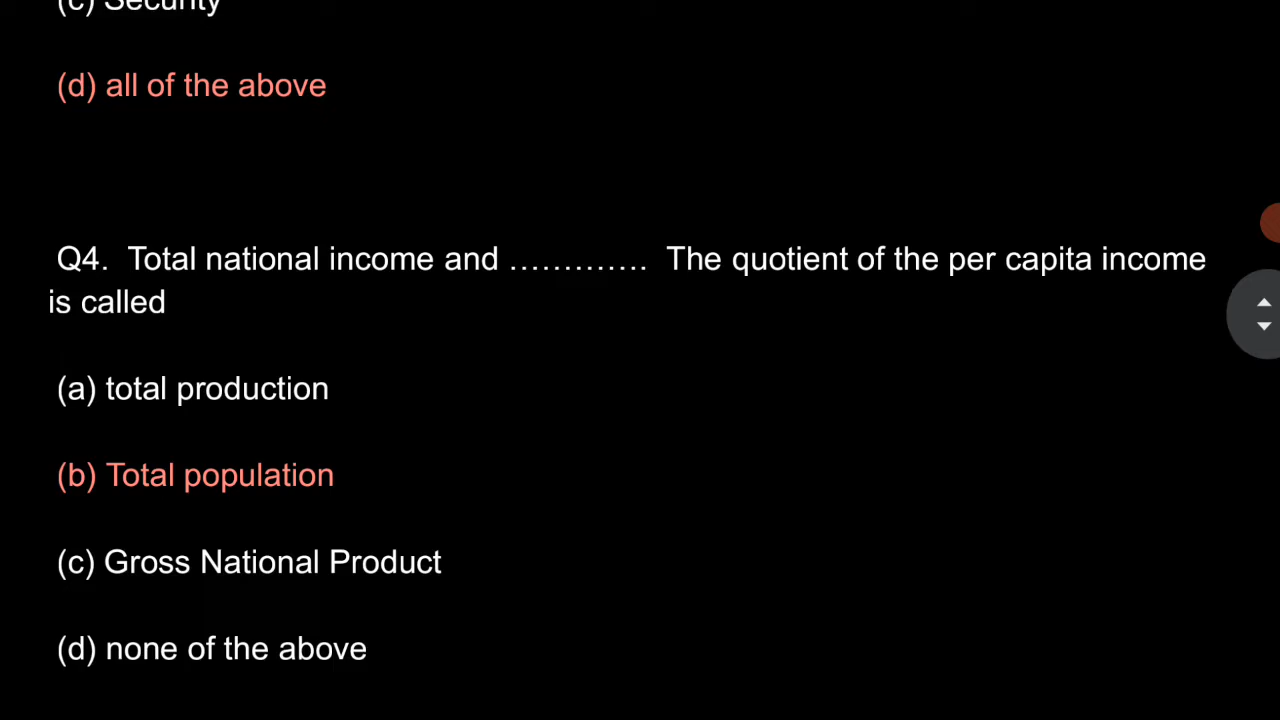 (c) Security
(d) all of the above
Q4. Total national income and ............. The quotient of the per capita income
is called
(a) total production
(b) Total population
(c) Gross National Product
(d) none of the above